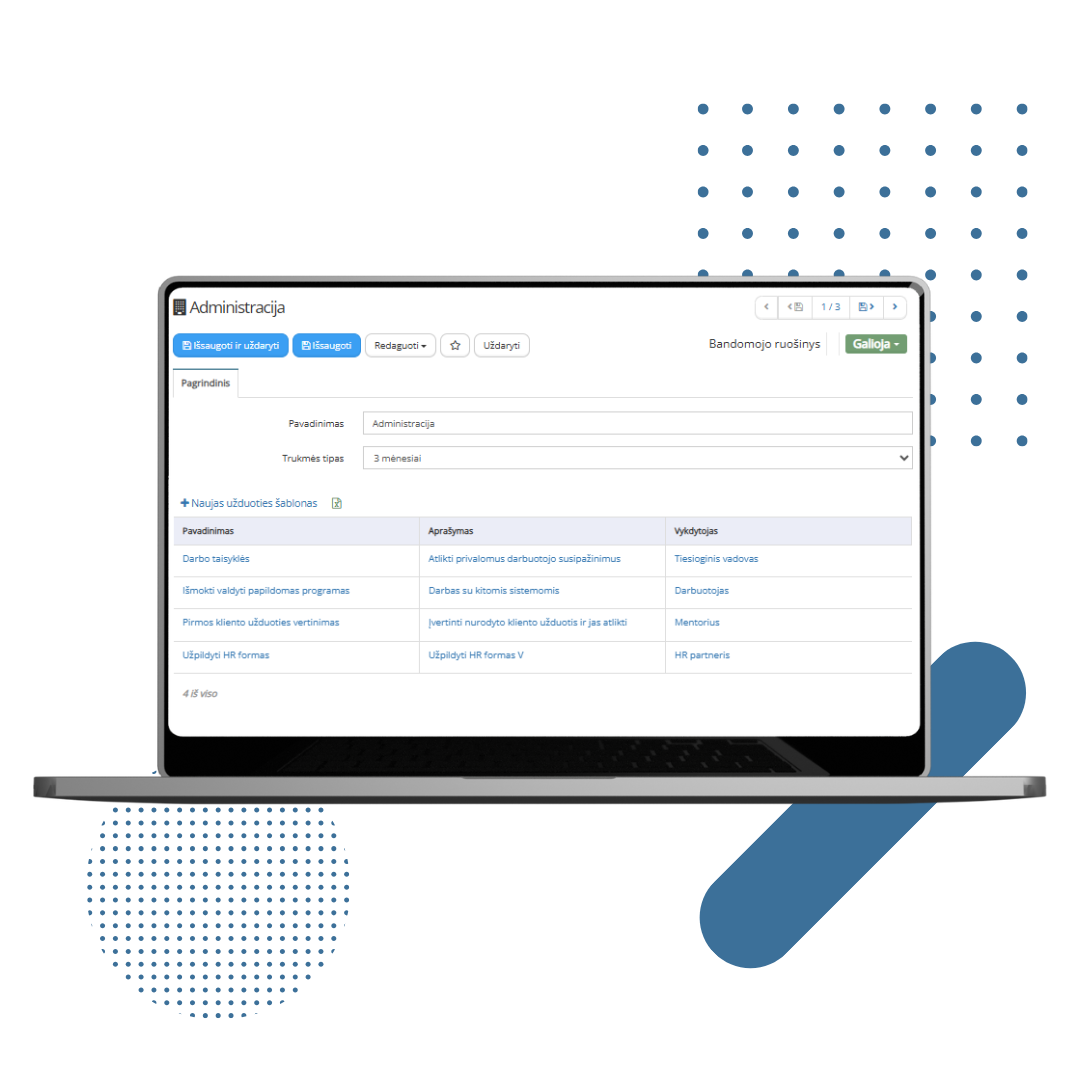 Administracija
1 / 3
Išsaugoti ir uždaryti Išsaugoti Redaguoti Uždaryti Bandomojo ruošinys Galioja
Pagrindinis
Pavadinimas Administracija
Trukmės tipas 3 mėnesiai
Naujas užduoties šablonas
Pavadinimas Aprašymas Vykdytojas
Darbo taisyklės Atlikti privalomus darbuotojo susipažinimus Tiesioginis vadovas
Išmokti valdyti papildomas programas Darbas su kitomis sistemomis Darbuotojas
Pirmos kliento užduoties vertinimas Įvertinti nurodyto kliento užduotis ir jas atlikti Mentorius
Užpildyti HR formas Užpildyti HR formas V HR partneris
4 iš viso